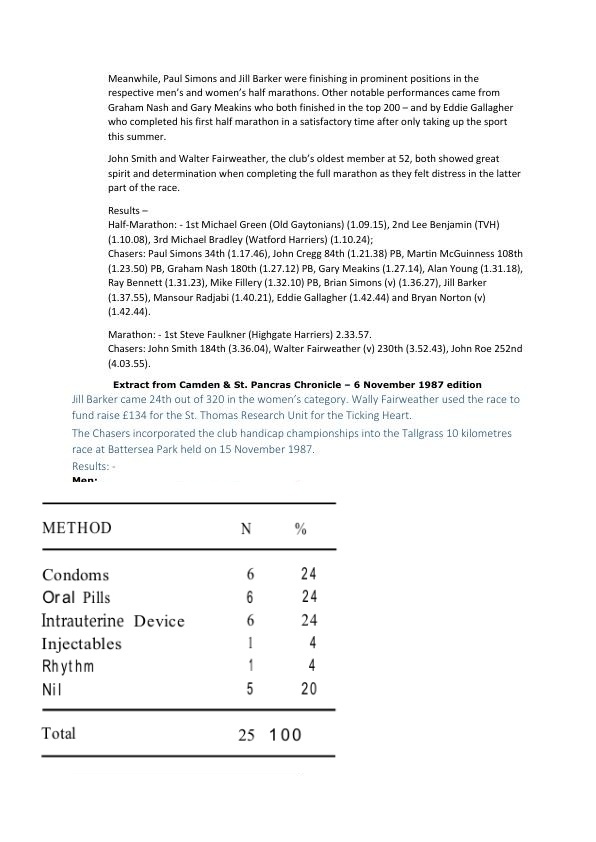 Meanwhile, Paul Simons and Jill Barker were finishing in prominent positions in the
respective men's and women's half marathons. Other notable performances came from
Graham Nash and Gary Meakins who both finished in the top 200 – and by Eddie Gallagher
who completed his first half marathon in a satisfactory time after only taking up the sport
this summer.
John Smith and Walter Fairweather, the club's oldest member at 52, both showed great
spirit and determination when completing the full marathon as they felt distress in the latter
part of the race.
Results –
Half-Marathon: - 1st Michael Green (Old Gaytonians) (1.09.15), 2nd Lee Benjamin (TVH)
(1.10.08), 3rd Michael Bradley (Watford Harriers) (1.10.24);
Chasers: Paul Simons 34th (1.17.46), John Cregg 84th (1.21.38) PB, Martin McGuinness 108th
(1.23.50) PB, Graham Nash 180th (1.27.12) PB, Gary Meakins (1.27.14), Alan Young (1.31.18),
Ray Bennett (1.31.23), Mike Fillery (1.32.10) PB, Brian Simons (v) (1.36.27), Jill Barker
(1.37.55), Mansour Radjabi (1.40.21), Eddie Gallagher (1.42.44) and Bryan Norton (v)
(1.42.44).
Marathon: - 1st Steve Faulkner (Highgate Harriers) 2.33.57.
Chasers: John Smith 184th (3.36.04), Walter Fairweather (v) 230th (3.52.43), John Roe 252nd
(4.03.55).
Extract from Camden & St. Pancras Chronicle – 6 November 1987 edition
Jill Barker came 24th out of 320 in the women's category. Wally Fairweather used the race to
fund raise £134 for the St. Thomas Research Unit for the Ticking Heart.
The Chasers incorporated the club handicap championships into the Tallgrass 10 kilometres
race at Battersea Park held on 15 November 1987.
Results: -
Men:
METHOD N %
Condoms 6 24
Oral Pills 6 24
Intrauterine Device 6 24
Injectables 1 4
Rhythm 1 4
Nil 5 20
Total 25 100